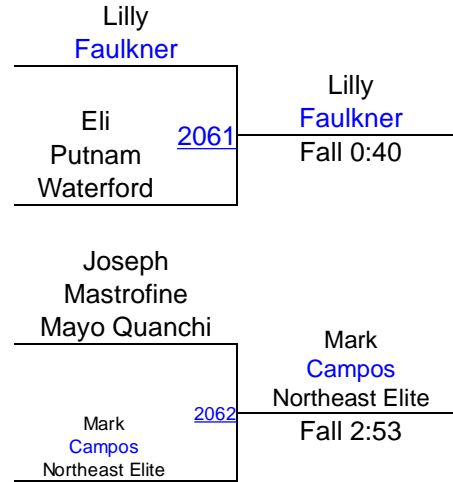 Lilly
Faulkner
Eli
Putnam
Waterford
2061
Lilly
Faulkner
Fall 0:40
Joseph
Mastrofine
Mayo Quanchi
Mark
Campos
Northeast Elite
2062
Mark
Campos
Northeast Elite
Fall 2:53